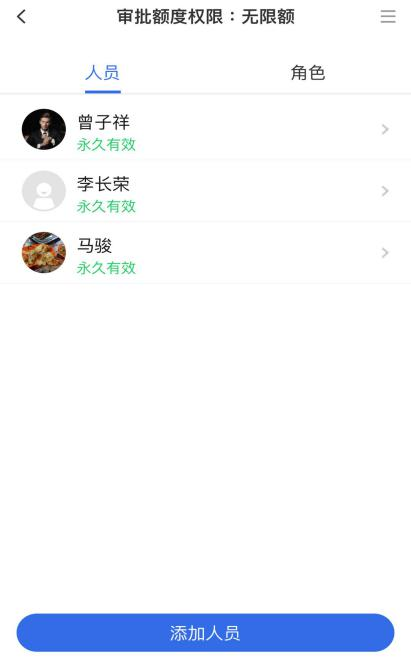 审批额度权限：无限额
人员
角色
曾子祥
永久有效
李长荣
永久有效
马骏
永久有效
添加人员